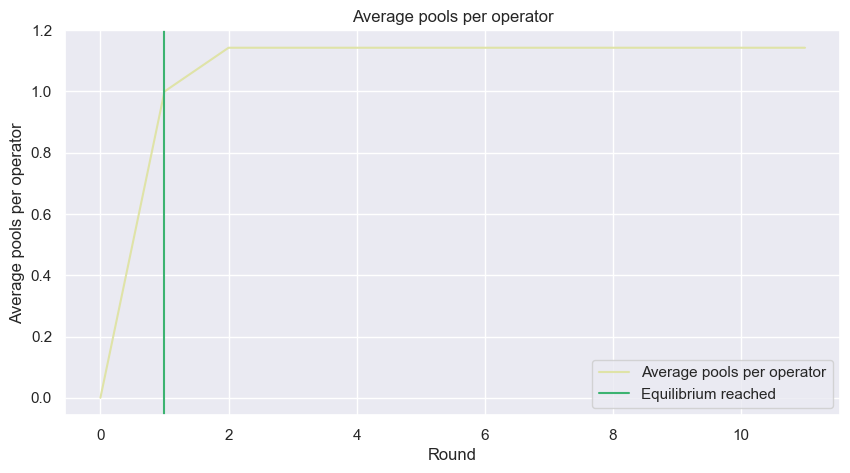 Average pools per operator
Average pools per operator
1.2
1.0
0.8
0.6
0.4
0.2
0.0
0 2 4 6 8 10
Round
Average pools per operator
Equilibrium reached